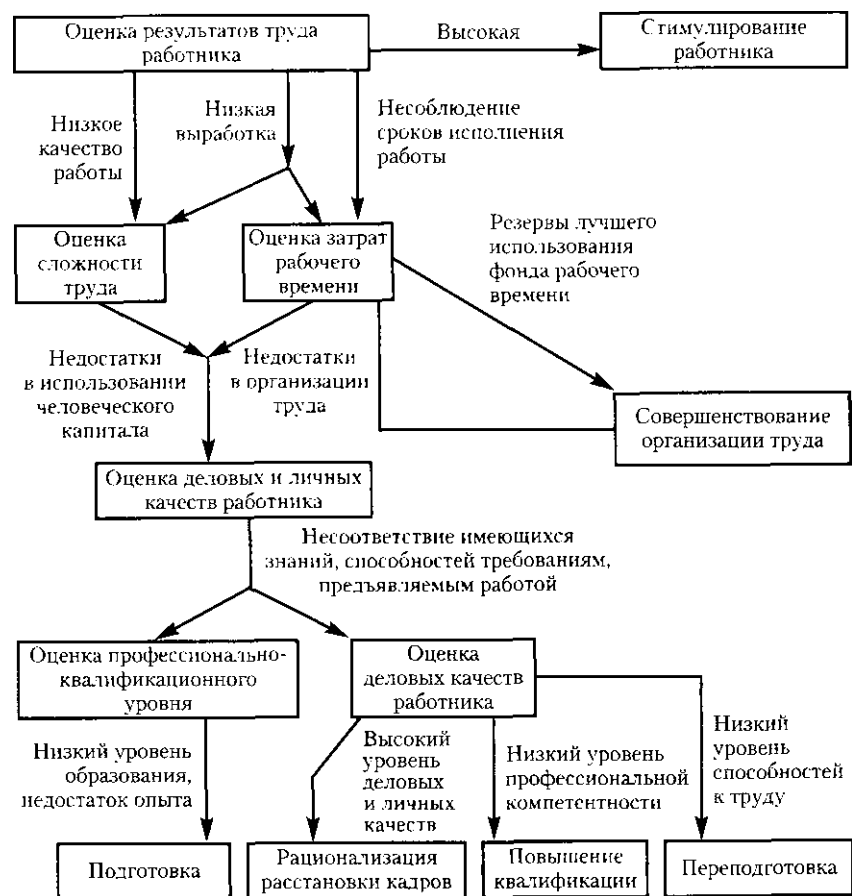 Оценка результатов труда
работника
Высокая
Стимулирование
работника
Низкое
качество
работы
Низкая
выработка
Несоблюдение
сроков исполнения
работы
Оценка
сложности
труда
Оценка затрат
рабочего
времени
Резервы лучшего
использования
фонда рабочего
времени
Недостатки
в использовании
человеческого
капитала
Недостатки
в организации
труда
Совершенствование
организации труда
Оценка деловых и личных
качеств работника
Несоответствие имеющихся
знаний, способностей требованиям,
предъявляемым работой
Оценка профессионально-
квалификационного
уровня
Оценка
деловых качеств
работника
Низкий уровень
образования,
недостаток опыта
Высокий
уровень
деловых
и личных
качеств
Низкий уровень
профессиональной
компетентности
Низкий
уровень
способностей
к труду
Подготовка
Рационализация
расстановки кадров
Повышение
квалификации
Переподготовка